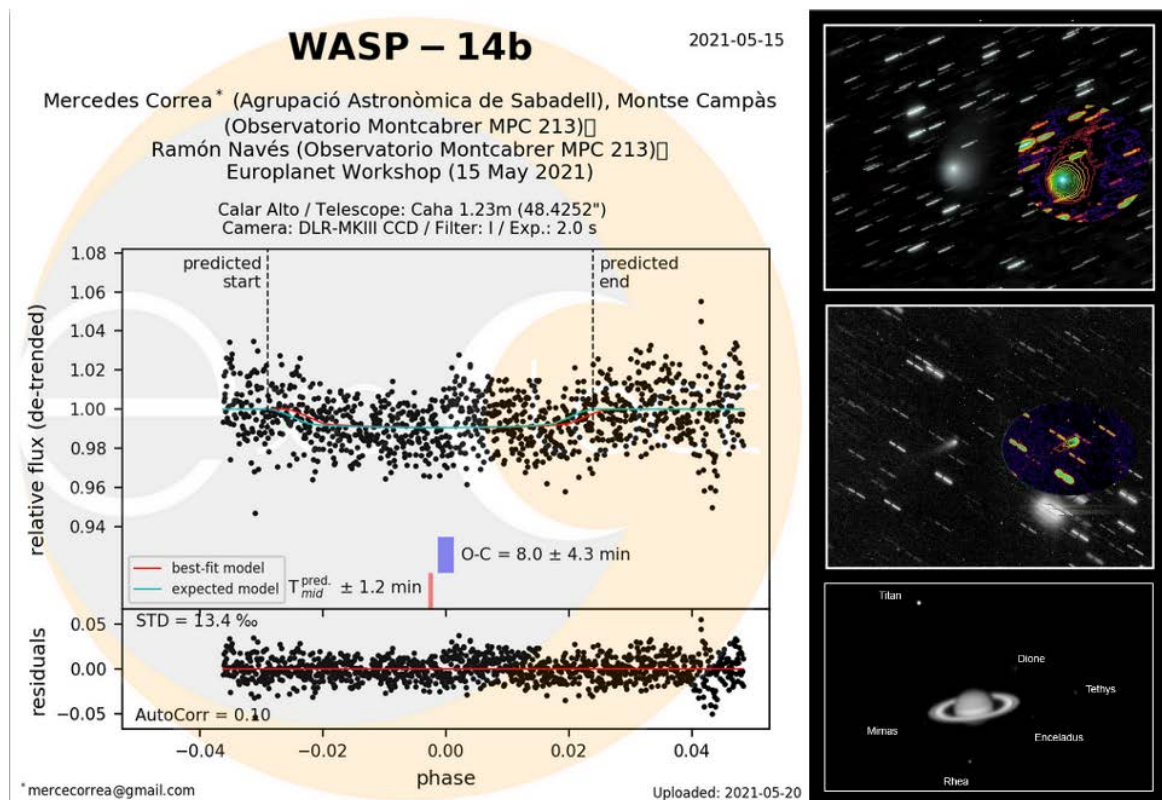 WASP – 14b
2021-05-15
Mercedes Correa* (Agrupació Astronòmica de Sabadell), Montse Campàs
(Observatorio Montcabrer MPC 213)▯
Ramón Navés (Observatorio Montcabrer MPC 213)▯
Europlanet Workshop (15 May 2021)
Calar Alto / Telescope: Caha 1.23m (48.4252")
Camera: DLR-MKIII CCD / Filter: I / Exp.: 2.0 s
relative flux (de-trended)
1.08
1.06
1.04
1.02
1.00
0.98
0.96
0.94
predicted
start
predicted
end
O-C = 8.0 ± 4.3 min
best-fit model
expected model
T_mid^pred. ± 1.2 min
residuals
0.05
0.00
−0.05
STD = 13.4 ‰
AutoCorr = 0.10
−0.04
−0.02
0.00
0.02
0.04
phase
*mercecorrea@gmail.com
Uploaded: 2021-05-20
Titan
Dione
Tethys
Mimas
Enceladus
Rhea